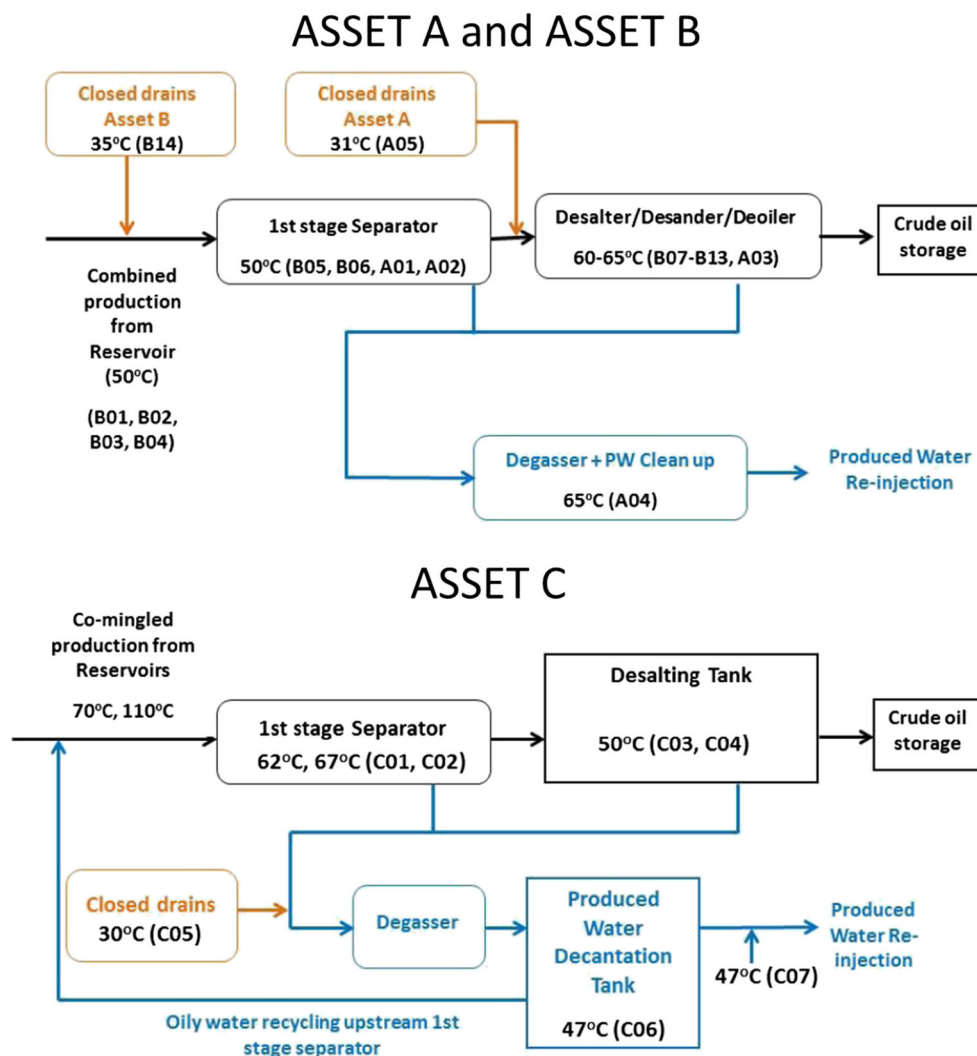 ASSET A and ASSET B
Closed drains
Asset B
35°C (B14)
Closed drains
Asset A
31°C (A05)
1st stage Separator
50°C (B05, B06, A01, A02)
Desalter/Desander/Deoiler
60-65°C (B07-B13, A03)
Crude oil
storage
Combined
production
from
Reservoir
(50°C)
(B01, B02,
B03, B04)
Degasser + PW Clean up
65°C (A04)
Produced Water
Re-injection
ASSET C
Co-mingled
production from
Reservoirs
70°C, 110°C
1st stage Separator
62°C, 67°C (C01, C02)
Desalting Tank
50°C (C03, C04)
Crude oil
storage
Closed drains
30°C (C05)
Degasser
Produced
Water
Decantation
Tank
47°C (C06)
Produced
Water Re-
injection
47°C (C07)
Oily water recycling upstream 1st
stage separator